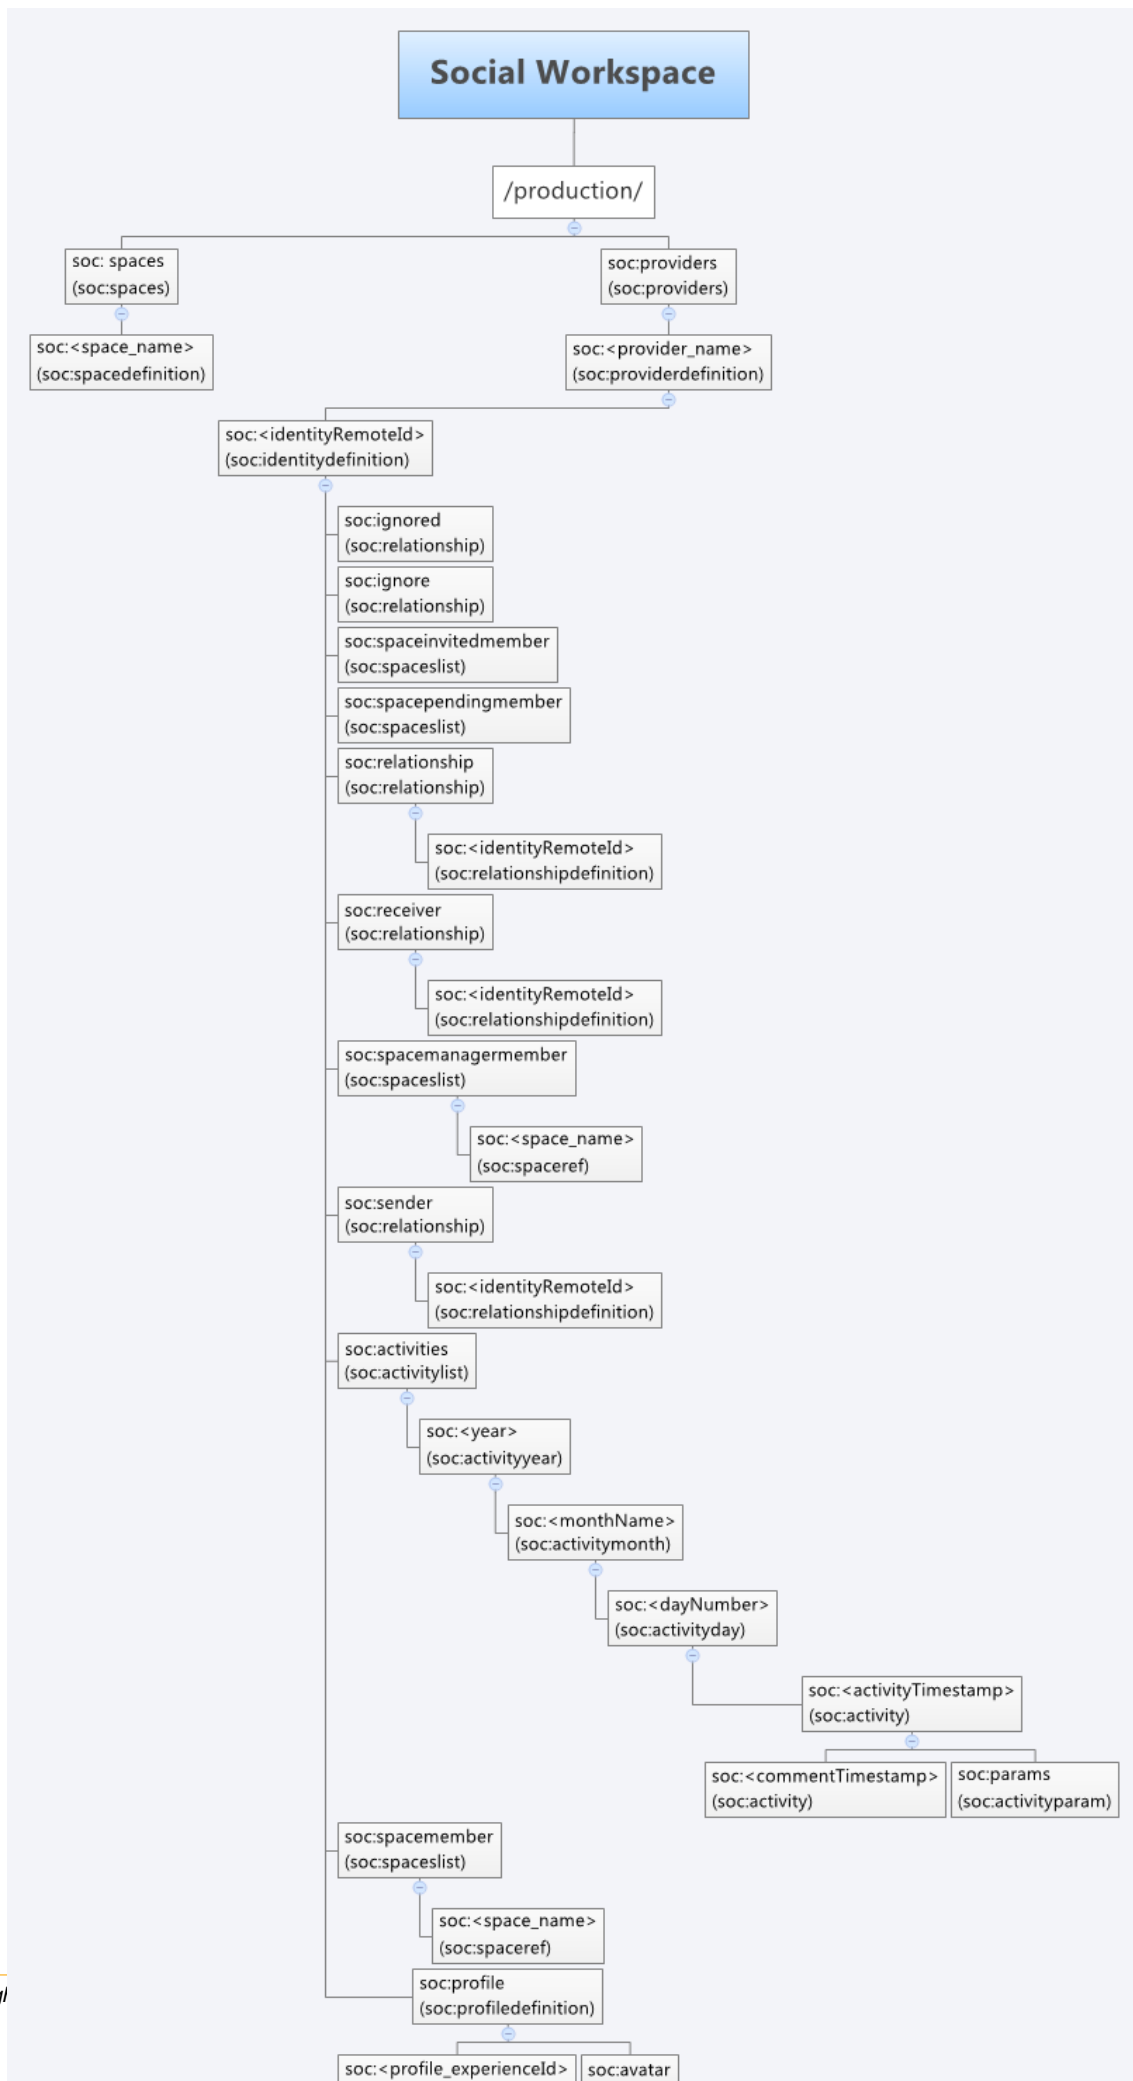 Social Workspace
/production/
soc: spaces
(soc:spaces)
soc:providers
(soc:providers)
soc:<space_name>
(soc:spacedefinition)
soc:<provider_name>
(soc:providerdefinition)
soc:<identityRemoteId>
(soc:identitydefinition)
soc:ignored
(soc:relationship)
soc:ignore
(soc:relationship)
soc:spaceinvitedmember
(soc:spaceslist)
soc:spacependingmember
(soc:spaceslist)
soc:relationship
(soc:relationship)
soc:<identityRemoteId>
(soc:relationshipdefinition)
soc:receiver
(soc:relationship)
soc:<identityRemoteId>
(soc:relationshipdefinition)
soc:spacemanagermember
(soc:spaceslist)
soc:<space_name>
(soc:spaceref)
soc:sender
(soc:relationship)
soc:<identityRemoteId>
(soc:relationshipdefinition)
soc:activities
(soc:activitylist)
soc:<year>
(soc:activityyear)
soc:<monthName>
(soc:activitymonth)
soc:<dayNumber>
(soc:activityday)
soc:<activityTimestamp>
(soc:activity)
soc:<commentTimestamp>
(soc:activity)
soc:params
(soc:activityparam)
soc:spacemember
(soc:spaceslist)
soc:<space_name>
(soc:spaceref)
soc:profile
(soc:profiledefinition)
soc:<profile_experienceId>
soc:avatar